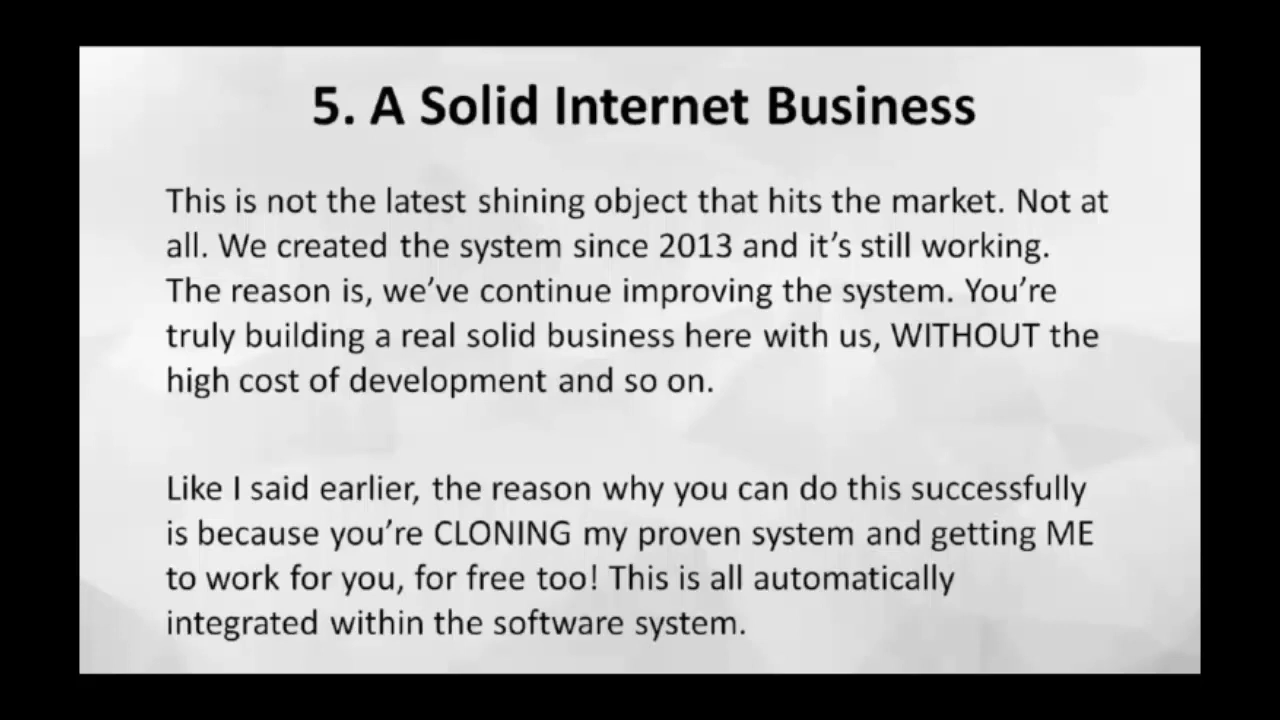 5. A Solid Internet Business
This is not the latest shining object that hits the market. Not at
all. We created the system since 2013 and it’s still working.
The reason is, we’ve continue improving the system. You’re
truly building a real solid business here with us, WITHOUT the
high cost of development and so on.
Like I said earlier, the reason why you can do this successfully
is because you’re CLONING my proven system and getting ME
to work for you, for free too! This is all automatically
integrated within the software system.